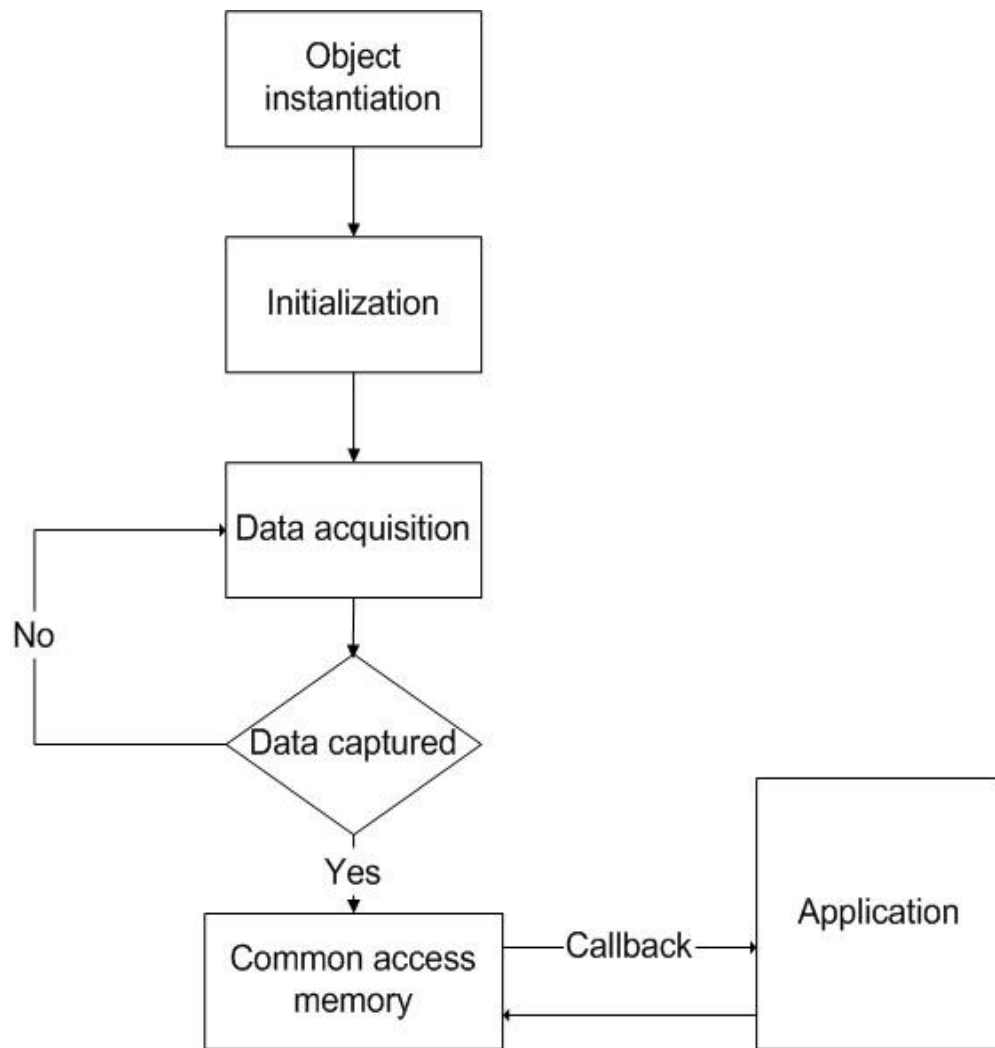 Object
instantiation
Initialization
Data acquisition
No
Data captured
Yes
Common access
memory
Callback
Application